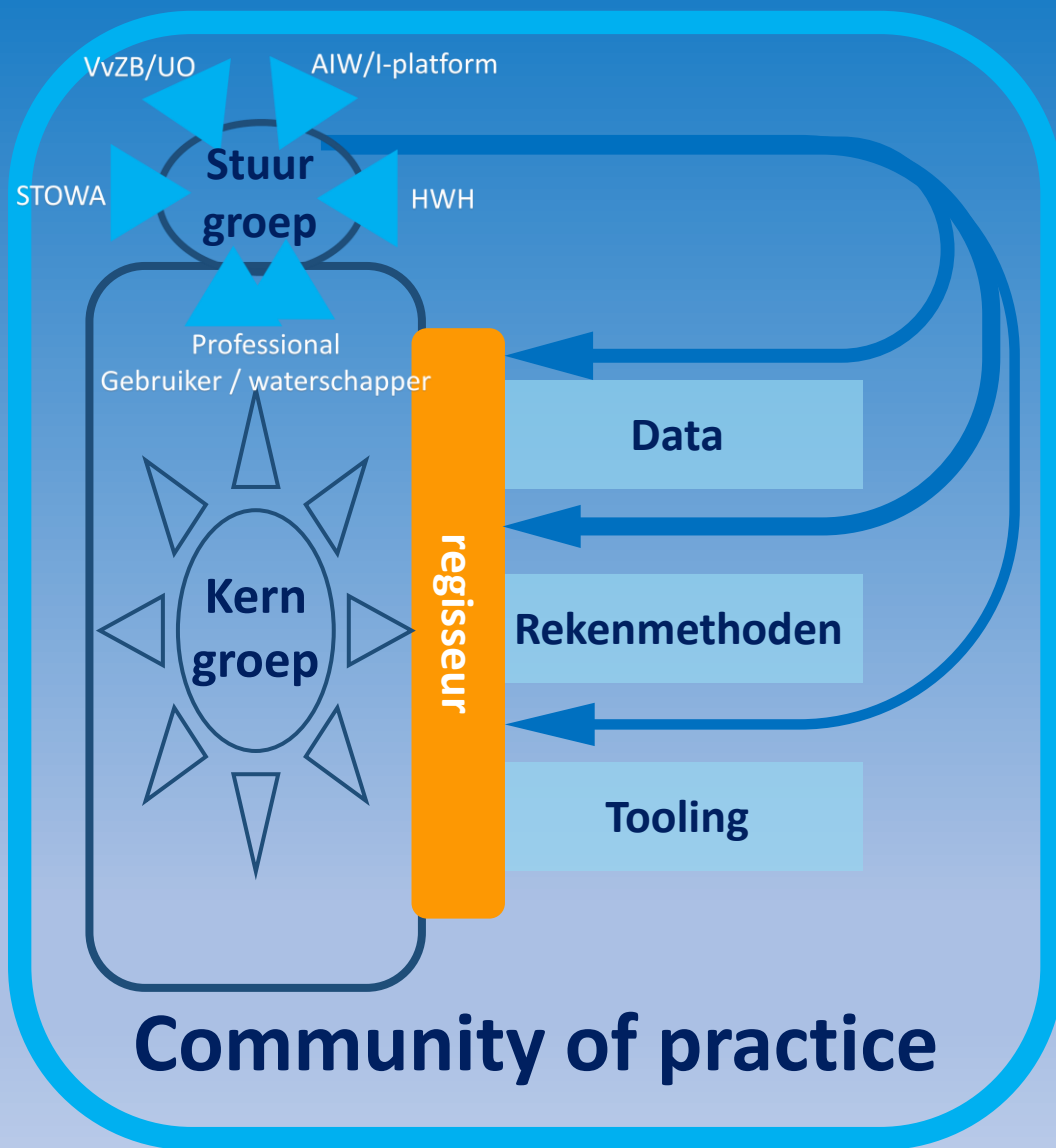 VvZB/UO
AIW/I-platform
Stuur
groep
STOWA
HWH
Professional
Gebruiker / waterschapper
Data
regisseur
Kern
groep
Rekenmethoden
Tooling
Community of practice